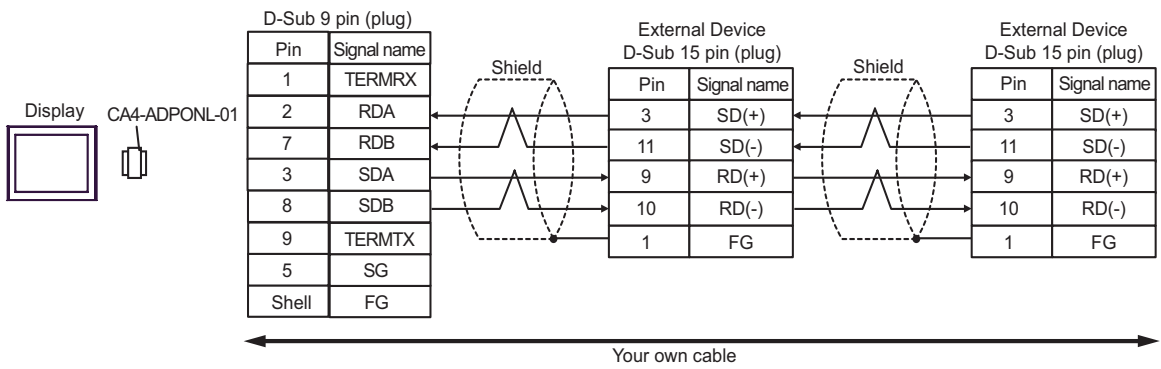 D-Sub 9 pin (plug)
Pin Signal name
1 TERMRX
2 RDA
7 RDB
3 SDA
8 SDB
9 TERMTX
5 SG
Shell FG
Display
CA4-ADPONL-01
Shield
External Device
D-Sub 15 pin (plug)
Pin Signal name
3 SD(+)
11 SD(-)
9 RD(+)
10 RD(-)
1 FG
Shield
External Device
D-Sub 15 pin (plug)
Pin Signal name
3 SD(+)
11 SD(-)
9 RD(+)
10 RD(-)
1 FG
Your own cable